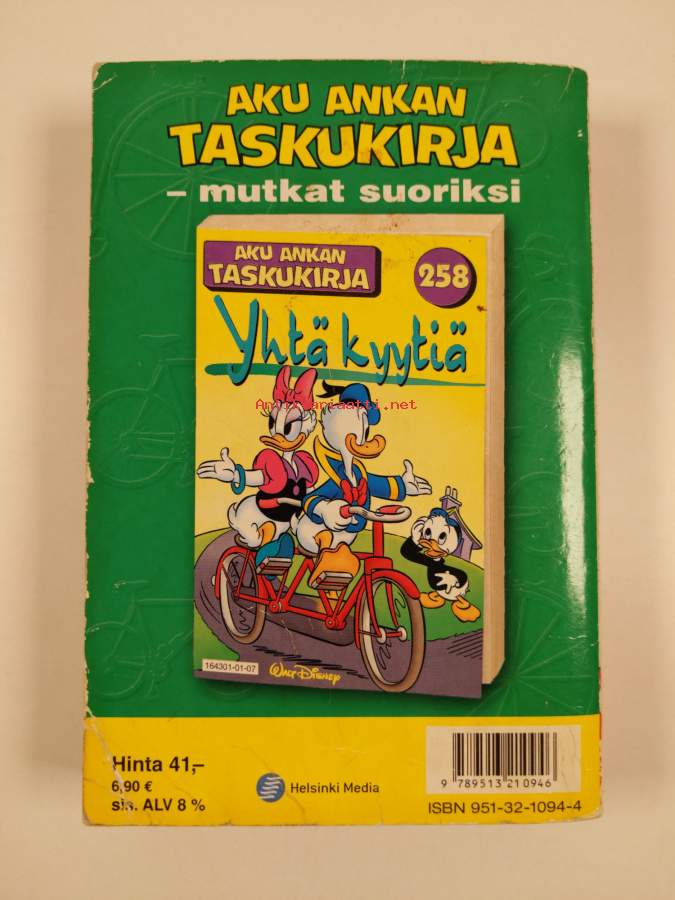 AKU ANKAN
TASKUKIRJA
– mutkat suoriksi
AKU ANKAN
TASKUKIRJA
258
Yhtä kyytiä
Antikvariaatti.net
164301-01-07
WALT DISNEY
Hinta 41,–
6,90 €
sis. ALV 8 %
Helsinki Media
9 789513 210946
ISBN 951-32-1094-4